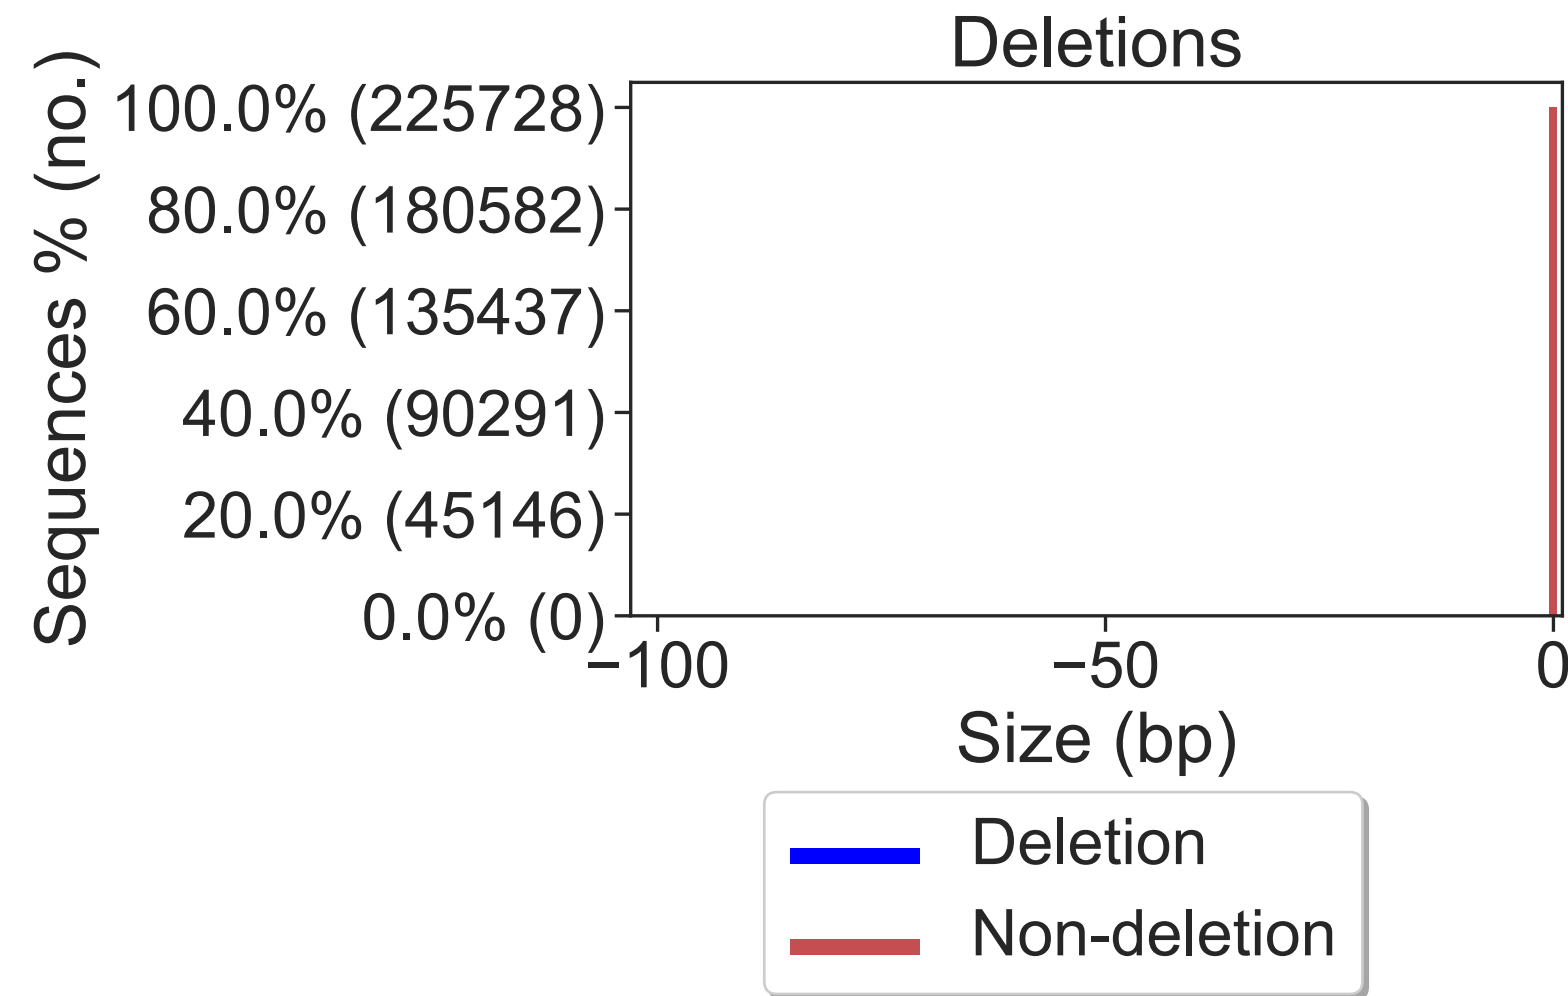 Deletions
Sequences % (no.)
100.0% (225728)
80.0% (180582)
60.0% (135437)
40.0% (90291)
20.0% (45146)
0.0% (0)
−100 −50 0
Size (bp)
Deletion
Non-deletion